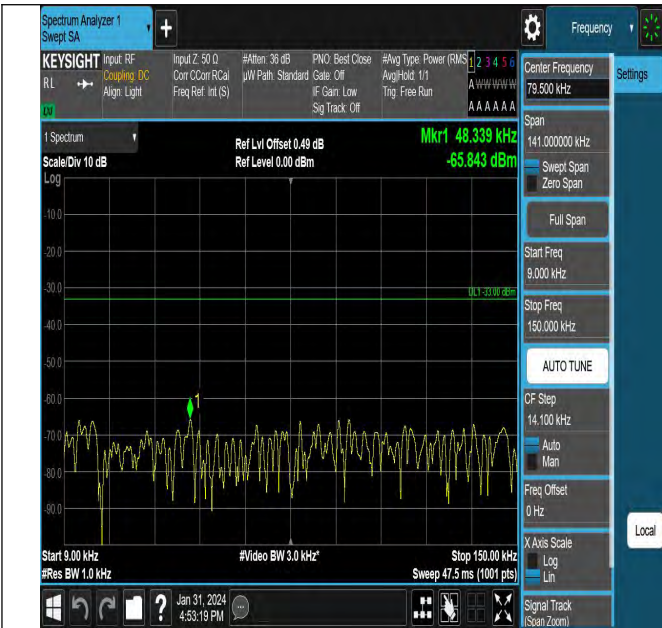 Spectrum Analyzer 1
Swept SA
+
Frequency
KEYSIGHT
RL
Input: RF
Coupling: DC
Align: Light
Input Z: 50 Ω
Corr CCorr RCal
Freq Ref: Int (S)
#Atten: 36 dB
µW Path: Standard
PNO: Best Close
Gate: Off
IF Gain: Low
Sig Track: Off
#Avg Type: Power (RMS
Avg|Hold: 1/1
Trig: Free Run
1 2 3 4 5 6
A W W W W W
A A A A A A
1 Spectrum
Scale/Div 10 dB
Log
Ref Lvl Offset 0.49 dB
Ref Level 0.00 dBm
Mkr1 48.339 kHz
-65.843 dBm
-10.0
-20.0
-30.0
-40.0
-50.0
-60.0
-70.0
-80.0
-90.0
DL1 -33.00 dBm
1
Start 9.00 kHz
#Res BW 1.0 kHz
#Video BW 3.0 kHz*
Stop 150.00 kHz
Sweep 47.5 ms (1001 pts)
?
Jan 31, 2024
4:53:19 PM
Center Frequency
79.500 kHz
Settings
Span
141.000000 kHz
Swept Span
Zero Span
Full Span
Start Freq
9.000 kHz
Stop Freq
150.000 kHz
AUTO TUNE
CF Step
14.100 kHz
Auto
Man
Freq Offset
0 Hz
X Axis Scale
Log
Lin
Local
Signal Track
(Span Zoom)